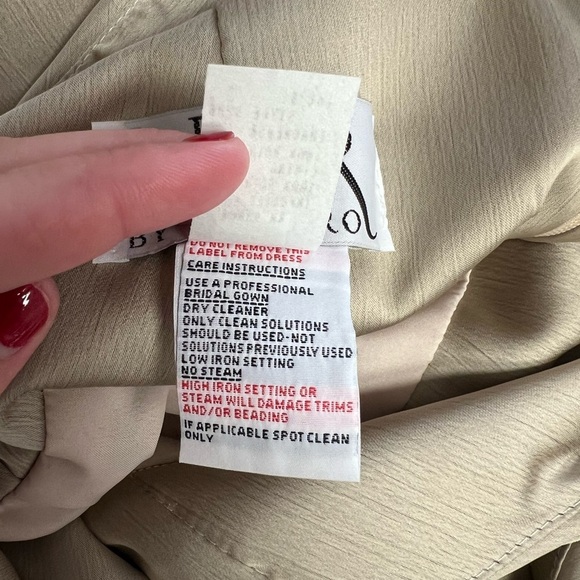 BY
DO NOT REMOVE THIS
LABEL FROM DRESS
CARE INSTRUCTIONS
USE A PROFESSIONAL
BRIDAL GOWN
DRY CLEANER
ONLY CLEAN SOLUTIONS
SHOULD BE USED-NOT
SOLUTIONS PREVIOUSLY USED
LOW IRON SETTING
NO STEAM
HIGH IRON SETTING OR
STEAM WILL DAMAGE TRIMS
AND/OR BEADING
IF APPLICABLE SPOT CLEAN
ONLY